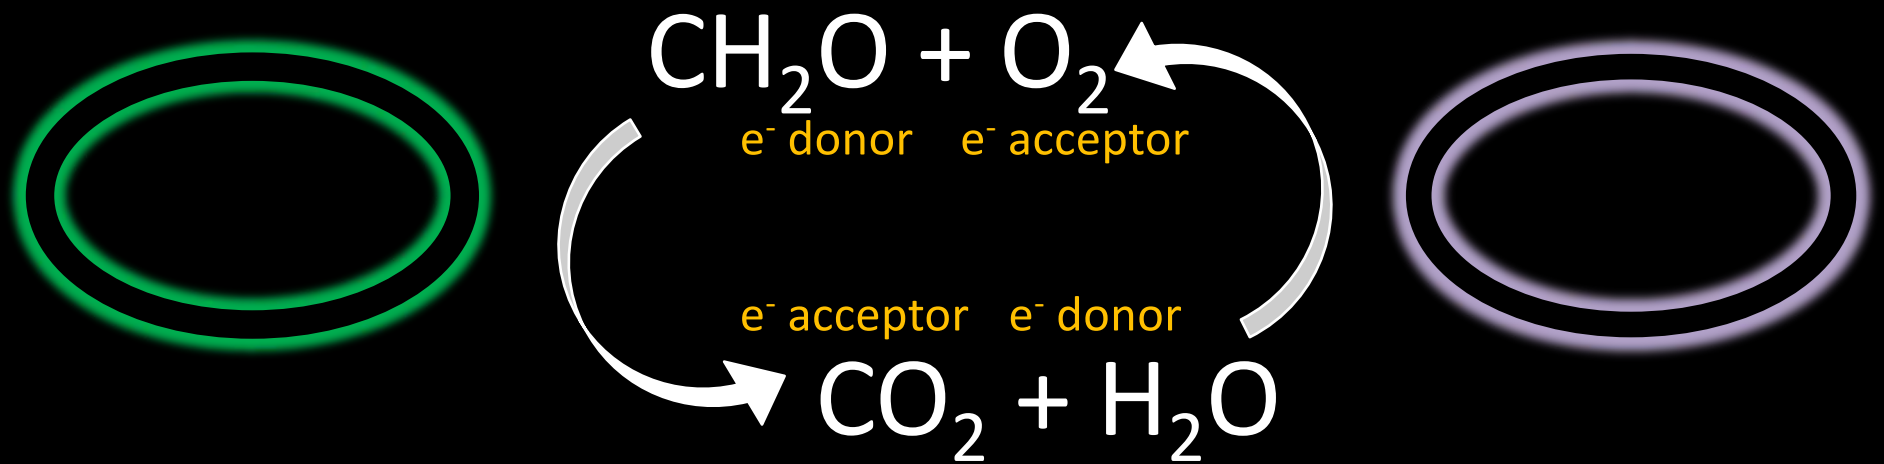 CH₂O + O₂
e⁻ donor e⁻ acceptor
e⁻ acceptor e⁻ donor
CO₂ + H₂O